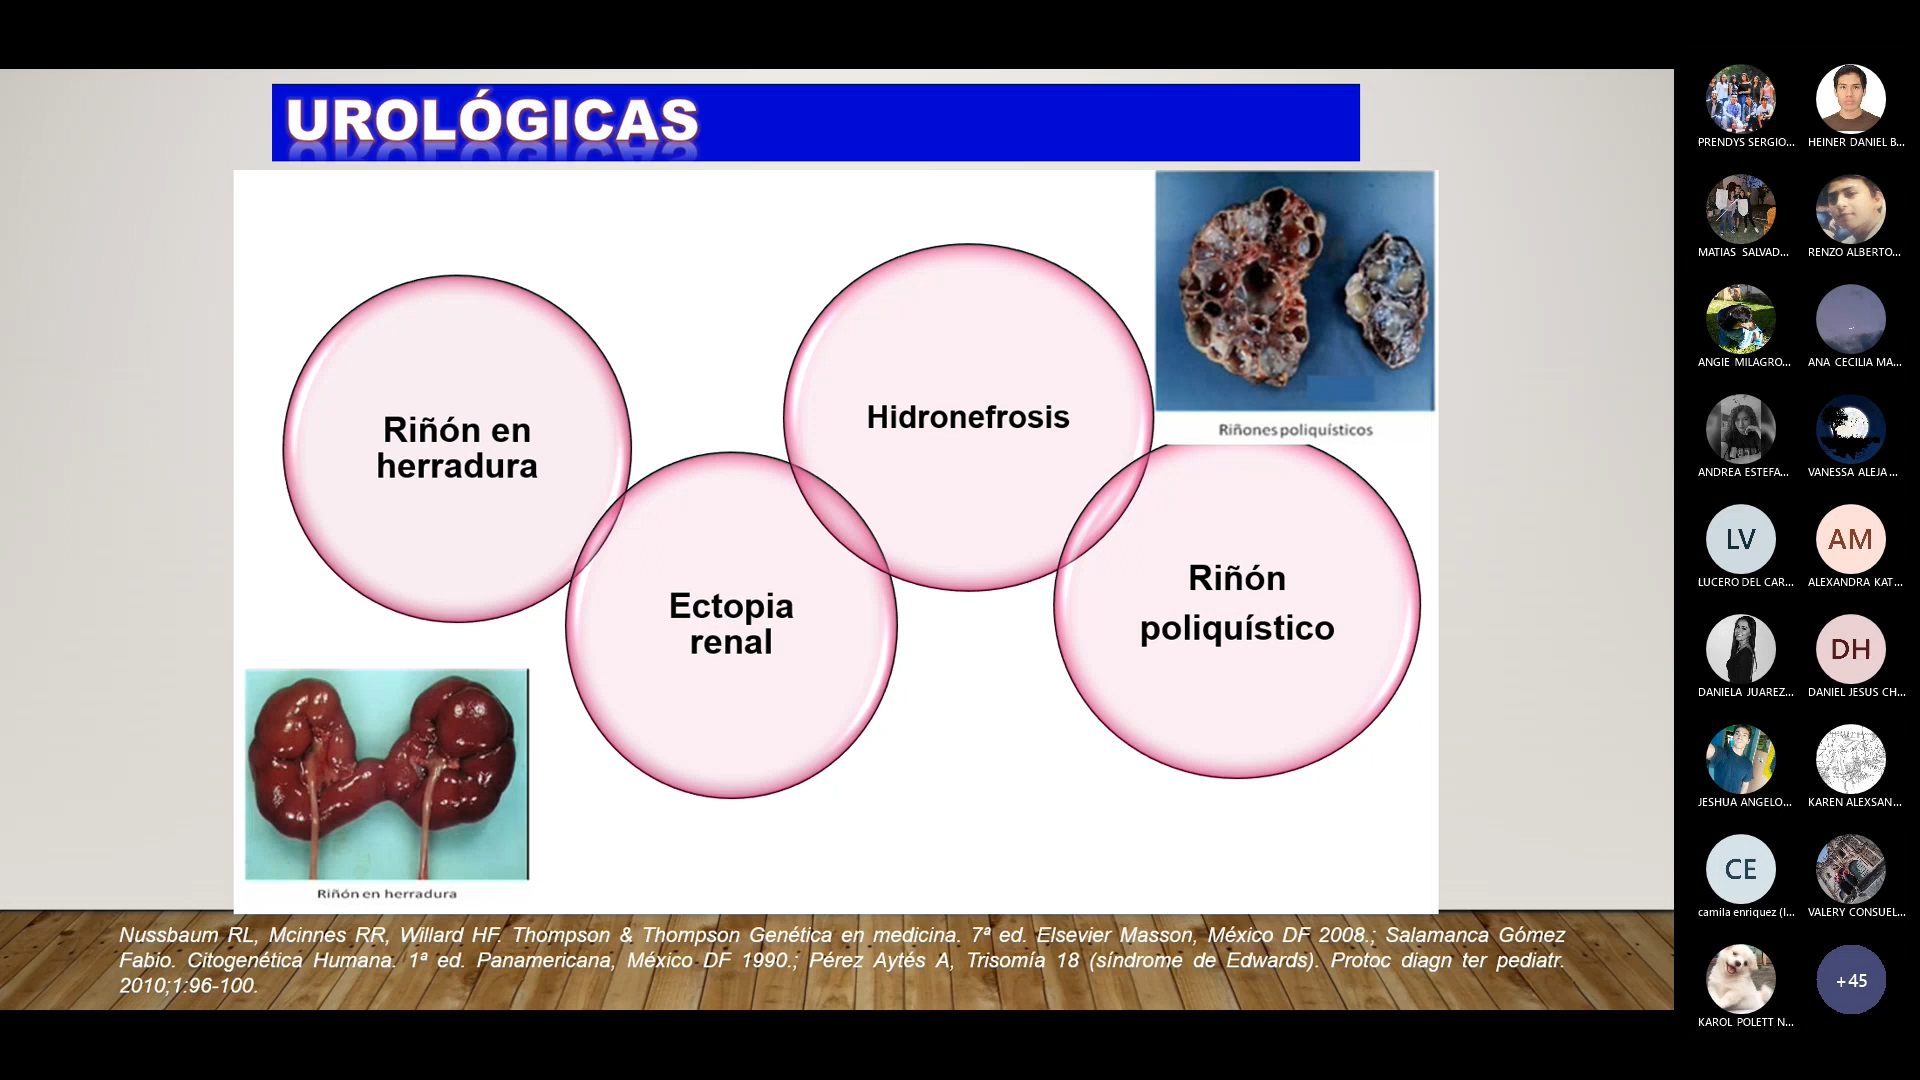 UROLÓGICAS
Riñón en
herradura
Ectopia
renal
Hidronefrosis
Riñón
poliquístico
Riñones poliquísticos
Riñón en herradura
Nussbaum RL, Mcinnes RR, Willard HF. Thompson & Thompson Genética en medicina. 7ª ed. Elsevier Masson, México DF 2008.; Salamanca Gómez
Fabio. Citogenética Humana. 1ª ed. Panamericana, México DF 1990.; Pérez Aytés A, Trisomía 18 (síndrome de Edwards). Protoc diagn ter pediatr.
2010;1:96-100.
PRENDYS SERGIO...
HEINER DANIEL B...
MATIAS SALVAD...
RENZO ALBERTO...
ANGIE MILAGRO...
ANA CECILIA MA...
ANDREA ESTEFA...
VANESSA ALEJA...
LV
LUCERO DEL CAR...
AM
ALEXANDRA KAT...
DANIELA JUAREZ...
DH
DANIEL JESUS CH...
JESHUA ANGELO...
KAREN ALEXSAN...
CE
camila enriquez (I...
VALERY CONSUEL...
KAROL POLETT N...
+45